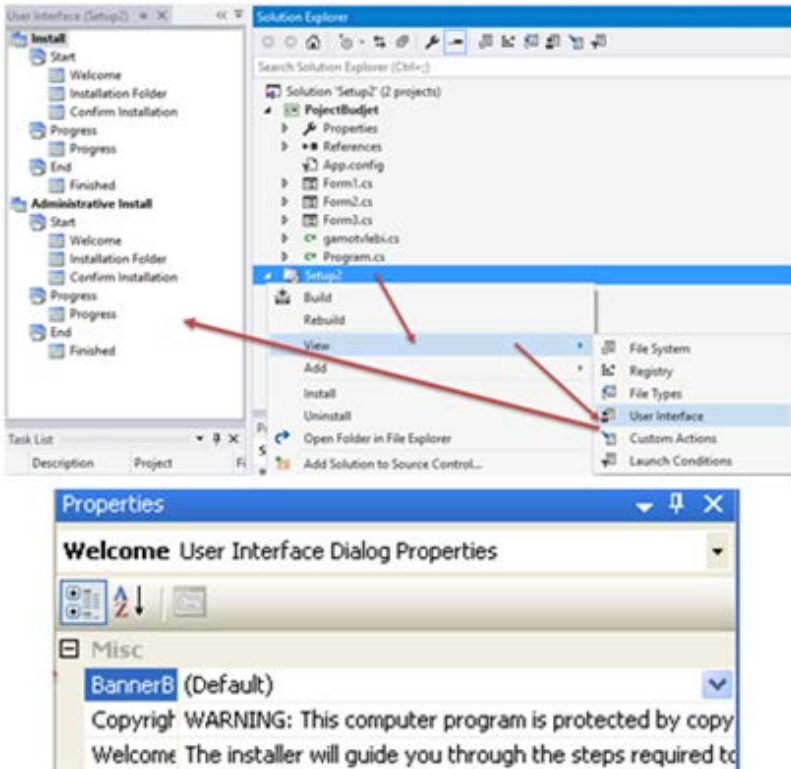 User Interface (Setup2)
Install
Start
Welcome
Installation Folder
Confirm Installation
Progress
Progress
End
Finished
Administrative Install
Start
Welcome
Installation Folder
Confirm Installation
Progress
Progress
End
Finished
Task List
Description Project
Solution Explorer
Search Solution Explorer (Ctrl+;)
Solution 'Setup2' (2 projects)
PojectBudjet
Properties
References
App.config
Form1.cs
Form2.cs
Form3.cs
gamotvlebi.cs
Program.cs
Setup2
Build
Rebuild
View
Add
Install
Uninstall
Open Folder in File Explorer
Add Solution to Source Control...
File System
Registry
File Types
User Interface
Custom Actions
Launch Conditions
Properties
Welcome User Interface Dialog Properties
Misc
BannerB (Default)
Copyrigh WARNING: This computer program is protected by copy
Welcome The installer will guide you through the steps required to